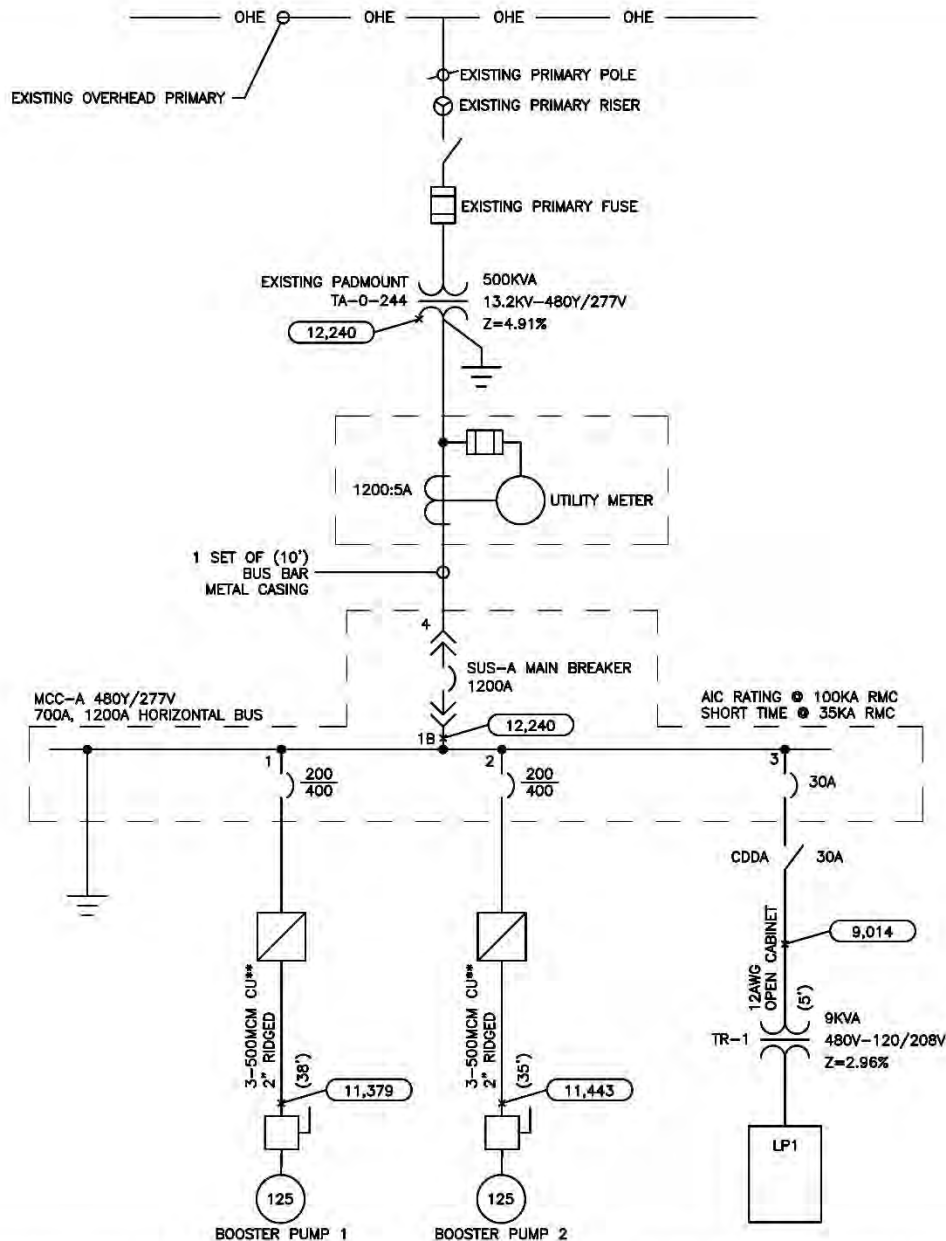 OHE OHE OHE OHE
EXISTING OVERHEAD PRIMARY
EXISTING PRIMARY POLE
EXISTING PRIMARY RISER
EXISTING PRIMARY FUSE
EXISTING PADMOUNT
TA-0-244
500KVA
13.2KV-480Y/277V
Z=4.91%
12,240
1200:5A
UTILITY METER
1 SET OF (10')
BUS BAR
METAL CASING
4
SUS-A MAIN BREAKER
1200A
MCC-A 480Y/277V
700A, 1200A HORIZONTAL BUS
AIC RATING @ 100KA RMC
SHORT TIME @ 35KA RMC
12,240
1B
1
2
3
200
400
200
400
30A
CDDA
30A
9,014
12AWG
OPEN CABINET
(5')
TR-1
9KVA
480V-120/208V
Z=2.96%
LP1
3-500MCM CU**
2" RIDGED
(38')
11,379
125
BOOSTER PUMP 1
3-500MCM CU**
2" RIDGED
(35')
11,443
125
BOOSTER PUMP 2